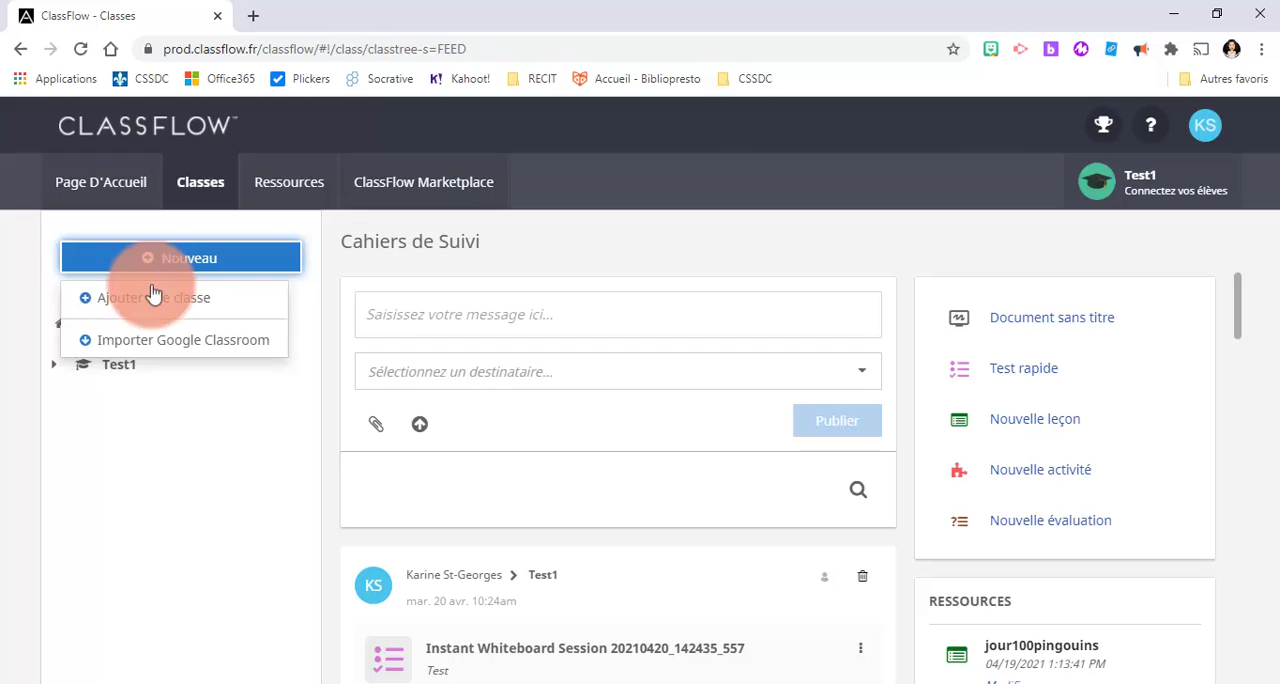 ClassFlow - Classes
prod.classflow.fr/classflow/#!/class/classtree-s=FEED
Applications CSSDC Office365 Plickers Socrative Kahoot! RECIT Accueil - Bibliopresto CSSDC Autres favoris
CLASSFLOW™ ? KS
Page D'Accueil Classes Ressources ClassFlow Marketplace
Test1
Connectez vos élèves
Nouveau
Ajouter classe
Importer Google Classroom
Test1
Cahiers de Suivi
Saisissez votre message ici...
Sélectionnez un destinataire...
Publier
KS
Karine St-Georges > Test1
mar. 20 avr. 10:24am
Instant Whiteboard Session 20210420_142435_557
Test
Document sans titre
Test rapide
Nouvelle leçon
Nouvelle activité
Nouvelle évaluation
RESSOURCES
jour100pingouins
04/19/2021 1:13:41 PM